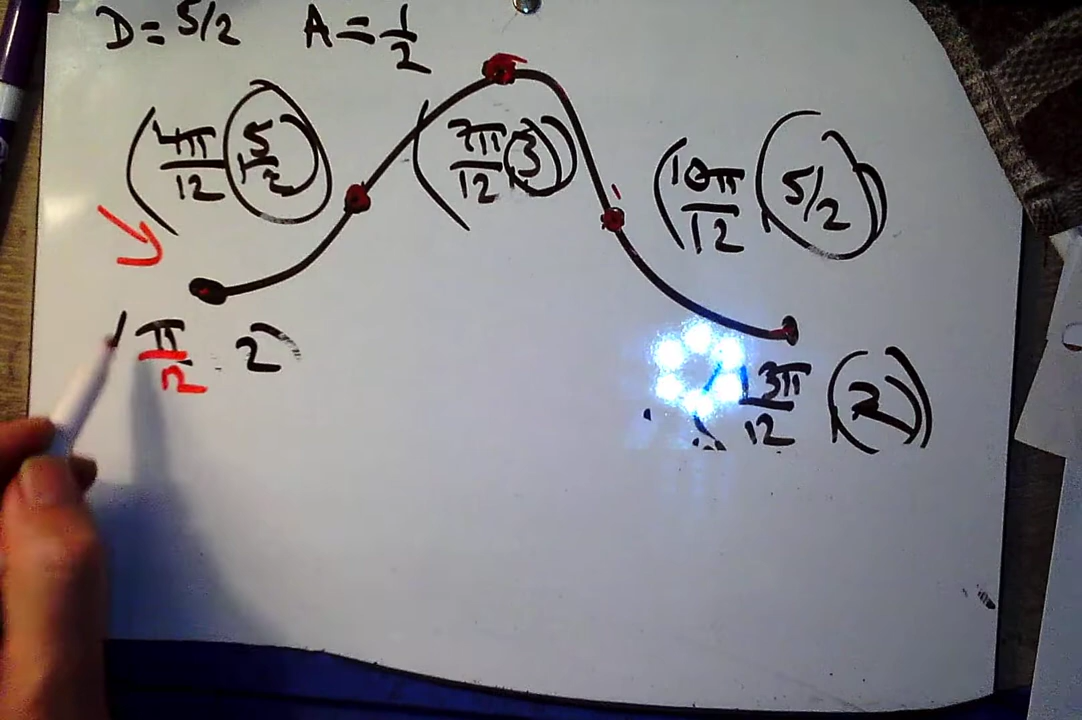 D = 5/2 A = 1/2
(4π/12 (5/2))
(7π/12 (3))
(10π/12, (5/2))
π/2 2
13π/12 (2)